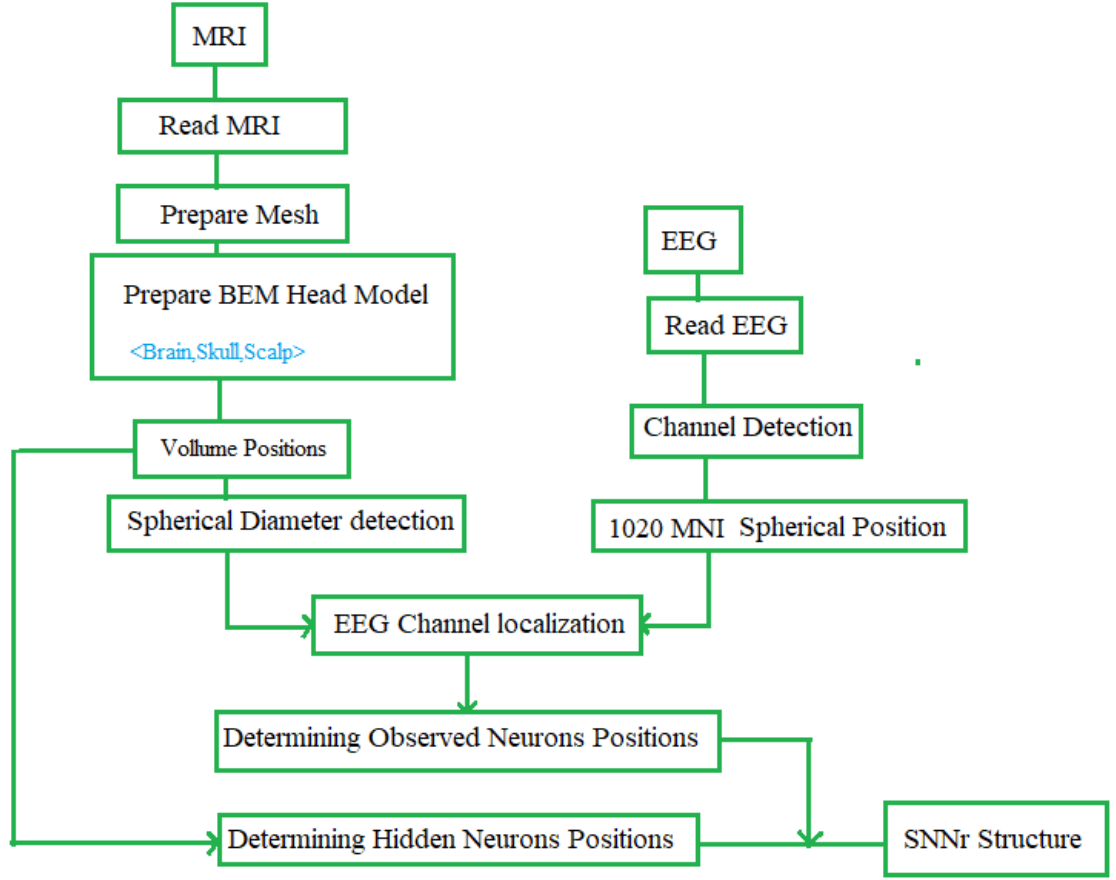 MRI
Read MRI
Prepare Mesh
Prepare BEM Head Model
<Brain,Skull,Scalp>
Vollume Positions
Spherical Diameter detection
EEG
Read EEG
Channel Detection
1020 MNI Spherical Position
EEG Channel localization
Determining Observed Neurons Positions
Determining Hidden Neurons Positions
SNNr Structure